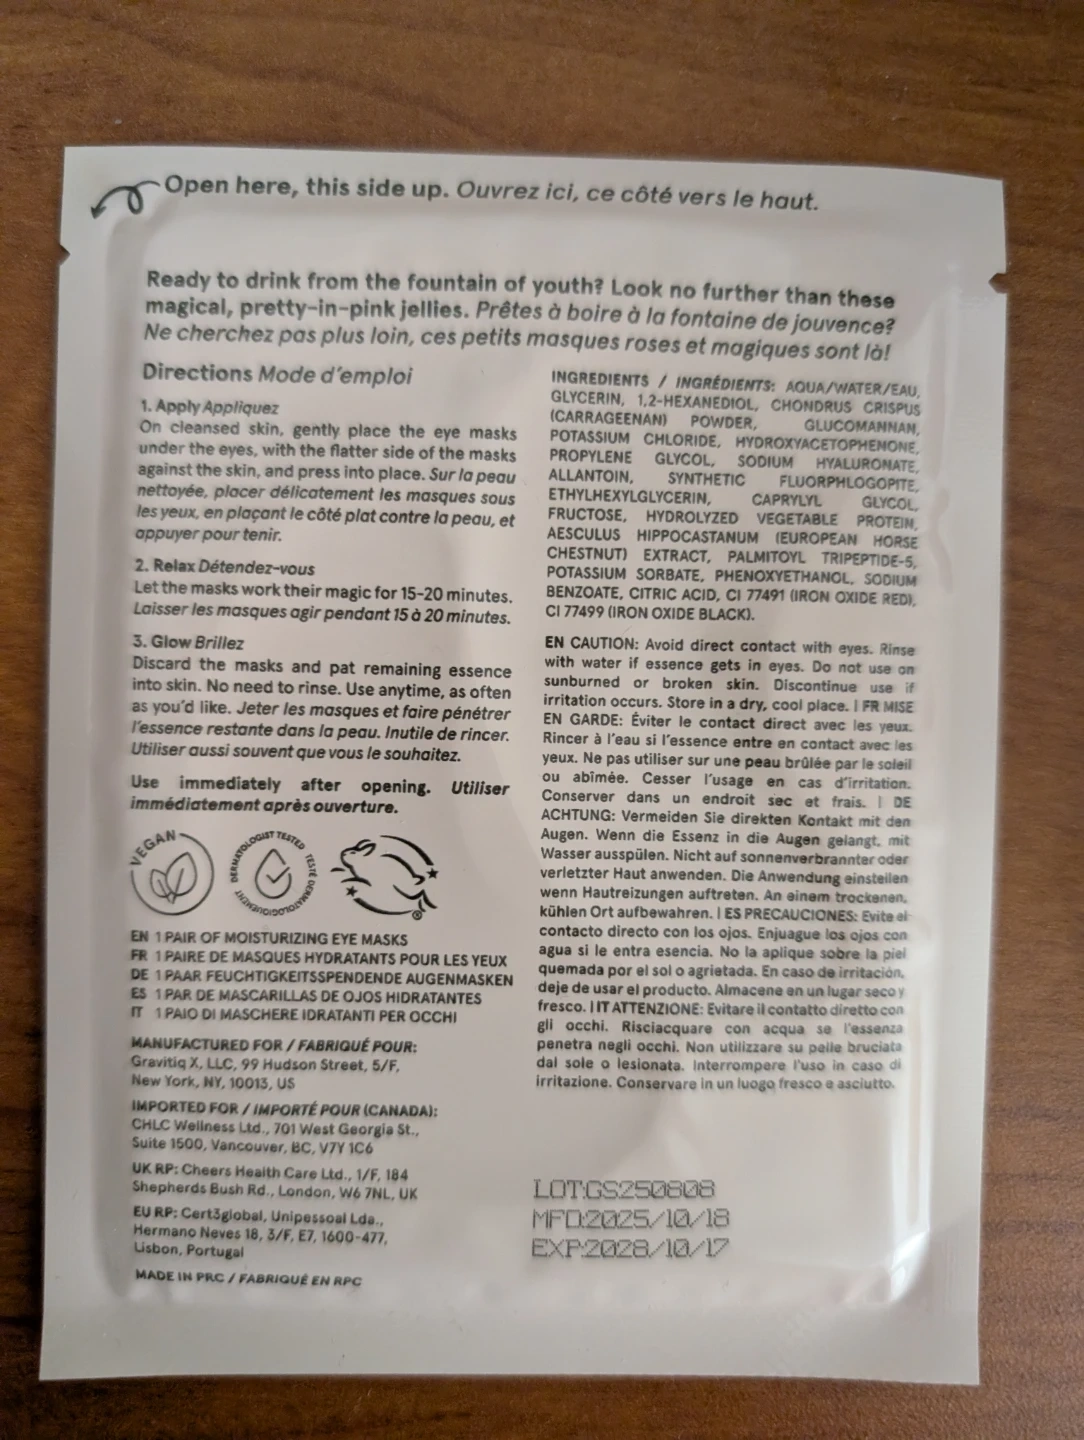 Open here, this side up. Ouvrez ici, ce côté vers le haut.
Ready to drink from the fountain of youth? Look no further than these
magical, pretty-in-pink jellies. Prêtes à boire à la fontaine de jouvence?
Ne cherchez pas plus loin, ces petits masques roses et magiques sont là!
Directions Mode d'emploi
1. Apply Appliquez
On cleansed skin, gently place the eye masks
under the eyes, with the flatter side of the masks
against the skin, and press into place. Sur la peau
nettoyée, placer délicatement les masques sous
les yeux, en plaçant le côté plat contre la peau, et
appuyer pour tenir.
2. Relax Détendez-vous
Let the masks work their magic for 15-20 minutes.
Laisser les masques agir pendant 15 à 20 minutes.
3. Glow Brillez
Discard the masks and pat remaining essence
into skin. No need to rinse. Use anytime, as often
as you'd like. Jeter les masques et faire pénétrer
l'essence restante dans la peau. Inutile de rincer.
Utiliser aussi souvent que vous le souhaitez.
Use immediately after opening. Utiliser
immédiatement après ouverture.
VEGAN
DERMATOLOGIST TESTED TESTÉ DERMATOLOGIQUEMENT
EN 1 PAIR OF MOISTURIZING EYE MASKS
FR 1 PAIRE DE MASQUES HYDRATANTS POUR LES YEUX
DE 1 PAAR FEUCHTIGKEITSSPENDENDE AUGENMASKEN
ES 1 PAR DE MASCARILLAS DE OJOS HIDRATANTES
IT 1 PAIO DI MASCHERE IDRATANTI PER OCCHI
MANUFACTURED FOR / FABRIQUÉ POUR:
Gravitiq X, LLC, 99 Hudson Street, 5/F,
New York, NY, 10013, US
IMPORTED FOR / IMPORTÉ POUR (CANADA):
CHLC Wellness Ltd., 701 West Georgia St.,
Suite 1500, Vancouver, BC, V7Y 1C6
UK RP: Cheers Health Care Ltd., 1/F, 184
Shepherds Bush Rd., London, W6 7NL, UK
EU RP: Cert3global, Unipessoal Lda.,
Hermano Neves 18, 3/F, E7, 1600-477,
Lisbon, Portugal
MADE IN PRC / FABRIQUÉ EN RPC
INGREDIENTS / INGRÉDIENTS: AQUA/WATER/EAU,
GLYCERIN, 1,2-HEXANEDIOL, CHONDRUS CRISPUS
(CARRAGEENAN) POWDER, GLUCOMANNAN,
POTASSIUM CHLORIDE, HYDROXYACETOPHENONE,
PROPYLENE GLYCOL, SODIUM HYALURONATE,
ALLANTOIN, SYNTHETIC FLUORPHLOGOPITE,
ETHYLHEXYLGLYCERIN, CAPRYLYL GLYCOL,
FRUCTOSE, HYDROLYZED VEGETABLE PROTEIN,
AESCULUS HIPPOCASTANUM (EUROPEAN HORSE
CHESTNUT) EXTRACT, PALMITOYL TRIPEPTIDE-5,
POTASSIUM SORBATE, PHENOXYETHANOL, SODIUM
BENZOATE, CITRIC ACID, CI 77491 (IRON OXIDE RED),
CI 77499 (IRON OXIDE BLACK).
EN CAUTION: Avoid direct contact with eyes. Rinse
with water if essence gets in eyes. Do not use on
sunburned or broken skin. Discontinue use if
irritation occurs. Store in a dry, cool place. | FR MISE
EN GARDE: Éviter le contact direct avec les yeux.
Rincer à l'eau si l'essence entre en contact avec les
yeux. Ne pas utiliser sur une peau brûlée par le soleil
ou abîmée. Cesser l'usage en cas d'irritation.
Conserver dans un endroit sec et frais. | DE
ACHTUNG: Vermeiden Sie direkten Kontakt mit den
Augen. Wenn die Essenz in die Augen gelangt, mit
Wasser ausspülen. Nicht auf sonnenverbrannter oder
verletzter Haut anwenden. Die Anwendung einstellen
wenn Hautreizungen auftreten. An einem trockenen,
kühlen Ort aufbewahren. | ES PRECAUCIONES: Evite el
contacto directo con los ojos. Enjuague los ojos con
agua si le entra esencia. No la aplique sobre la piel
quemada por el sol o agrietada. En caso de irritación,
deje de usar el producto. Almacene en un lugar seco y
fresco. | IT ATTENZIONE: Evitare il contatto diretto con
gli occhi. Risciacquare con acqua se l'essenza
penetra negli occhi. Non utilizzare su pelle bruciata
dal sole o lesionata. Interrompere l'uso in caso di
irritazione. Conservare in un luogo fresco e asciutto.
LOT:GS250808
MFD:2025/10/18
EXP:2028/10/17